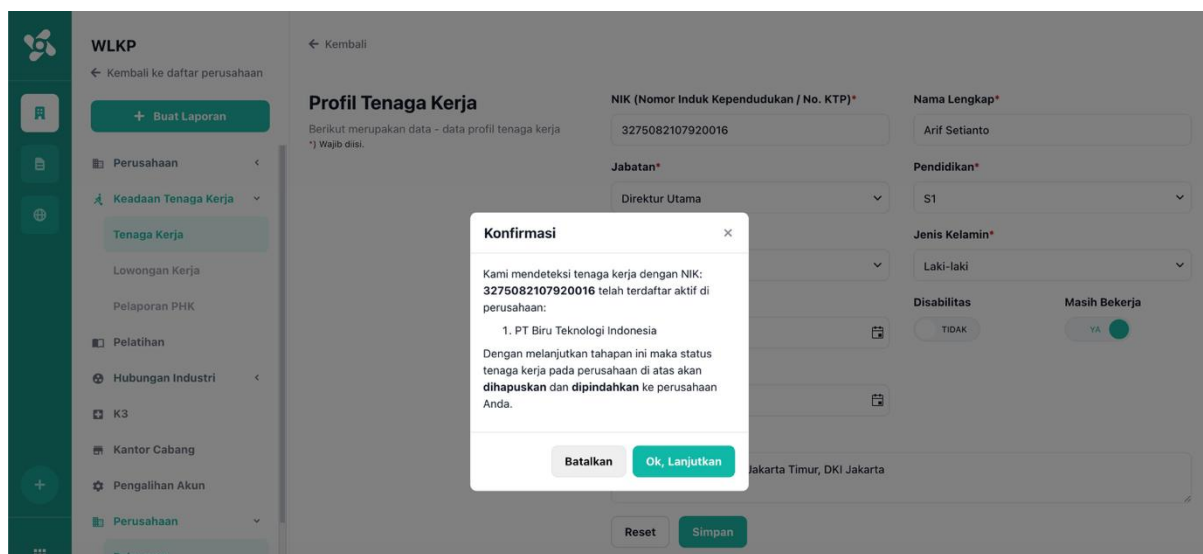 WLKP
← Kembali ke daftar perusahaan
+ Buat Laporan
Perusahaan
Keadaan Tenaga Kerja
Tenaga Kerja
Lowongan Kerja
Pelaporan PHK
Pelatihan
Hubungan Industri
K3
Kantor Cabang
Pengalihan Akun
Perusahaan
← Kembali
Profil Tenaga Kerja
Berikut merupakan data - data profil tenaga kerja
*) Wajib diisi.
NIK (Nomor Induk Kependudukan / No. KTP)*
3275082107920016
Nama Lengkap*
Arif Setianto
Jabatan*
Direktur Utama
Pendidikan*
S1
Jenis Kelamin*
Laki-laki
Disabilitas
TIDAK
Masih Bekerja
YA
Jakarta Timur, DKI Jakarta
Reset
Simpan
Konfirmasi
×
Kami mendeteksi tenaga kerja dengan NIK:
3275082107920016 telah terdaftar aktif di
perusahaan:
1. PT Biru Teknologi Indonesia
Dengan melanjutkan tahapan ini maka status
tenaga kerja pada perusahaan di atas akan
dihapuskan dan dipindahkan ke perusahaan
Anda.
Batalkan
Ok, Lanjutkan